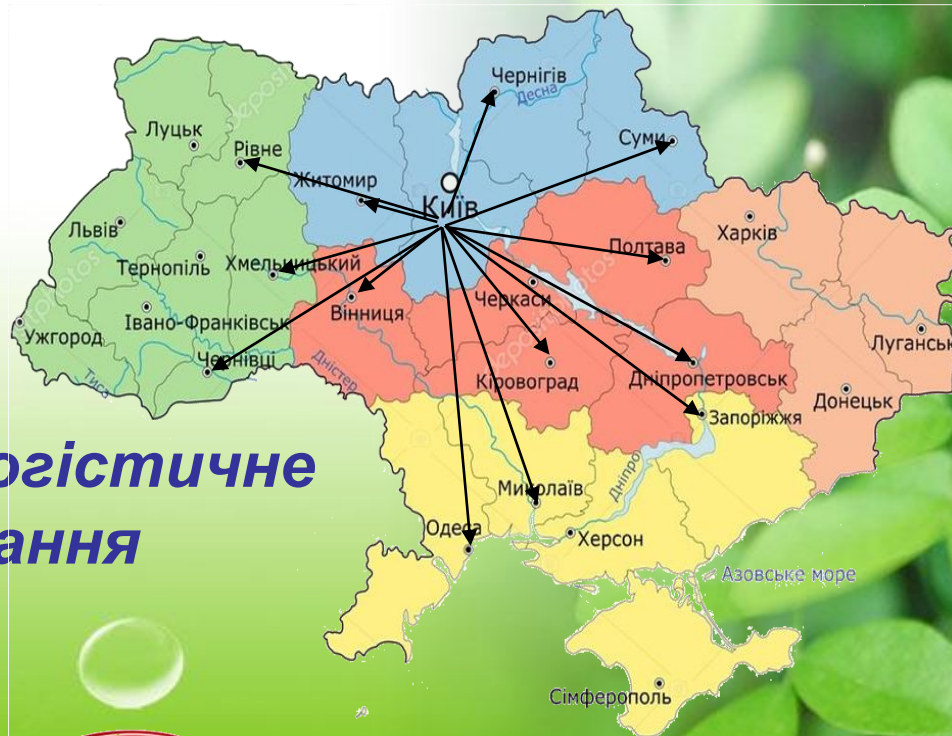 Чернігів
Десна
Луцьк
Рівне
Суми
Житомир
Київ
Львів
Харків
Полтава
Тернопіль
Хмельницький
Черкаси
Вінниця
Ужгород
Івано-Франківськ
Луганськ
Чернівці
Дністер
Тиса
Кіровоград
Дніпропетровськ
Донецьк
Запоріжжя
огістичне
Миколаїв
Дніпро
Одеса
Херсон
ання
Азовське море
Сімферополь